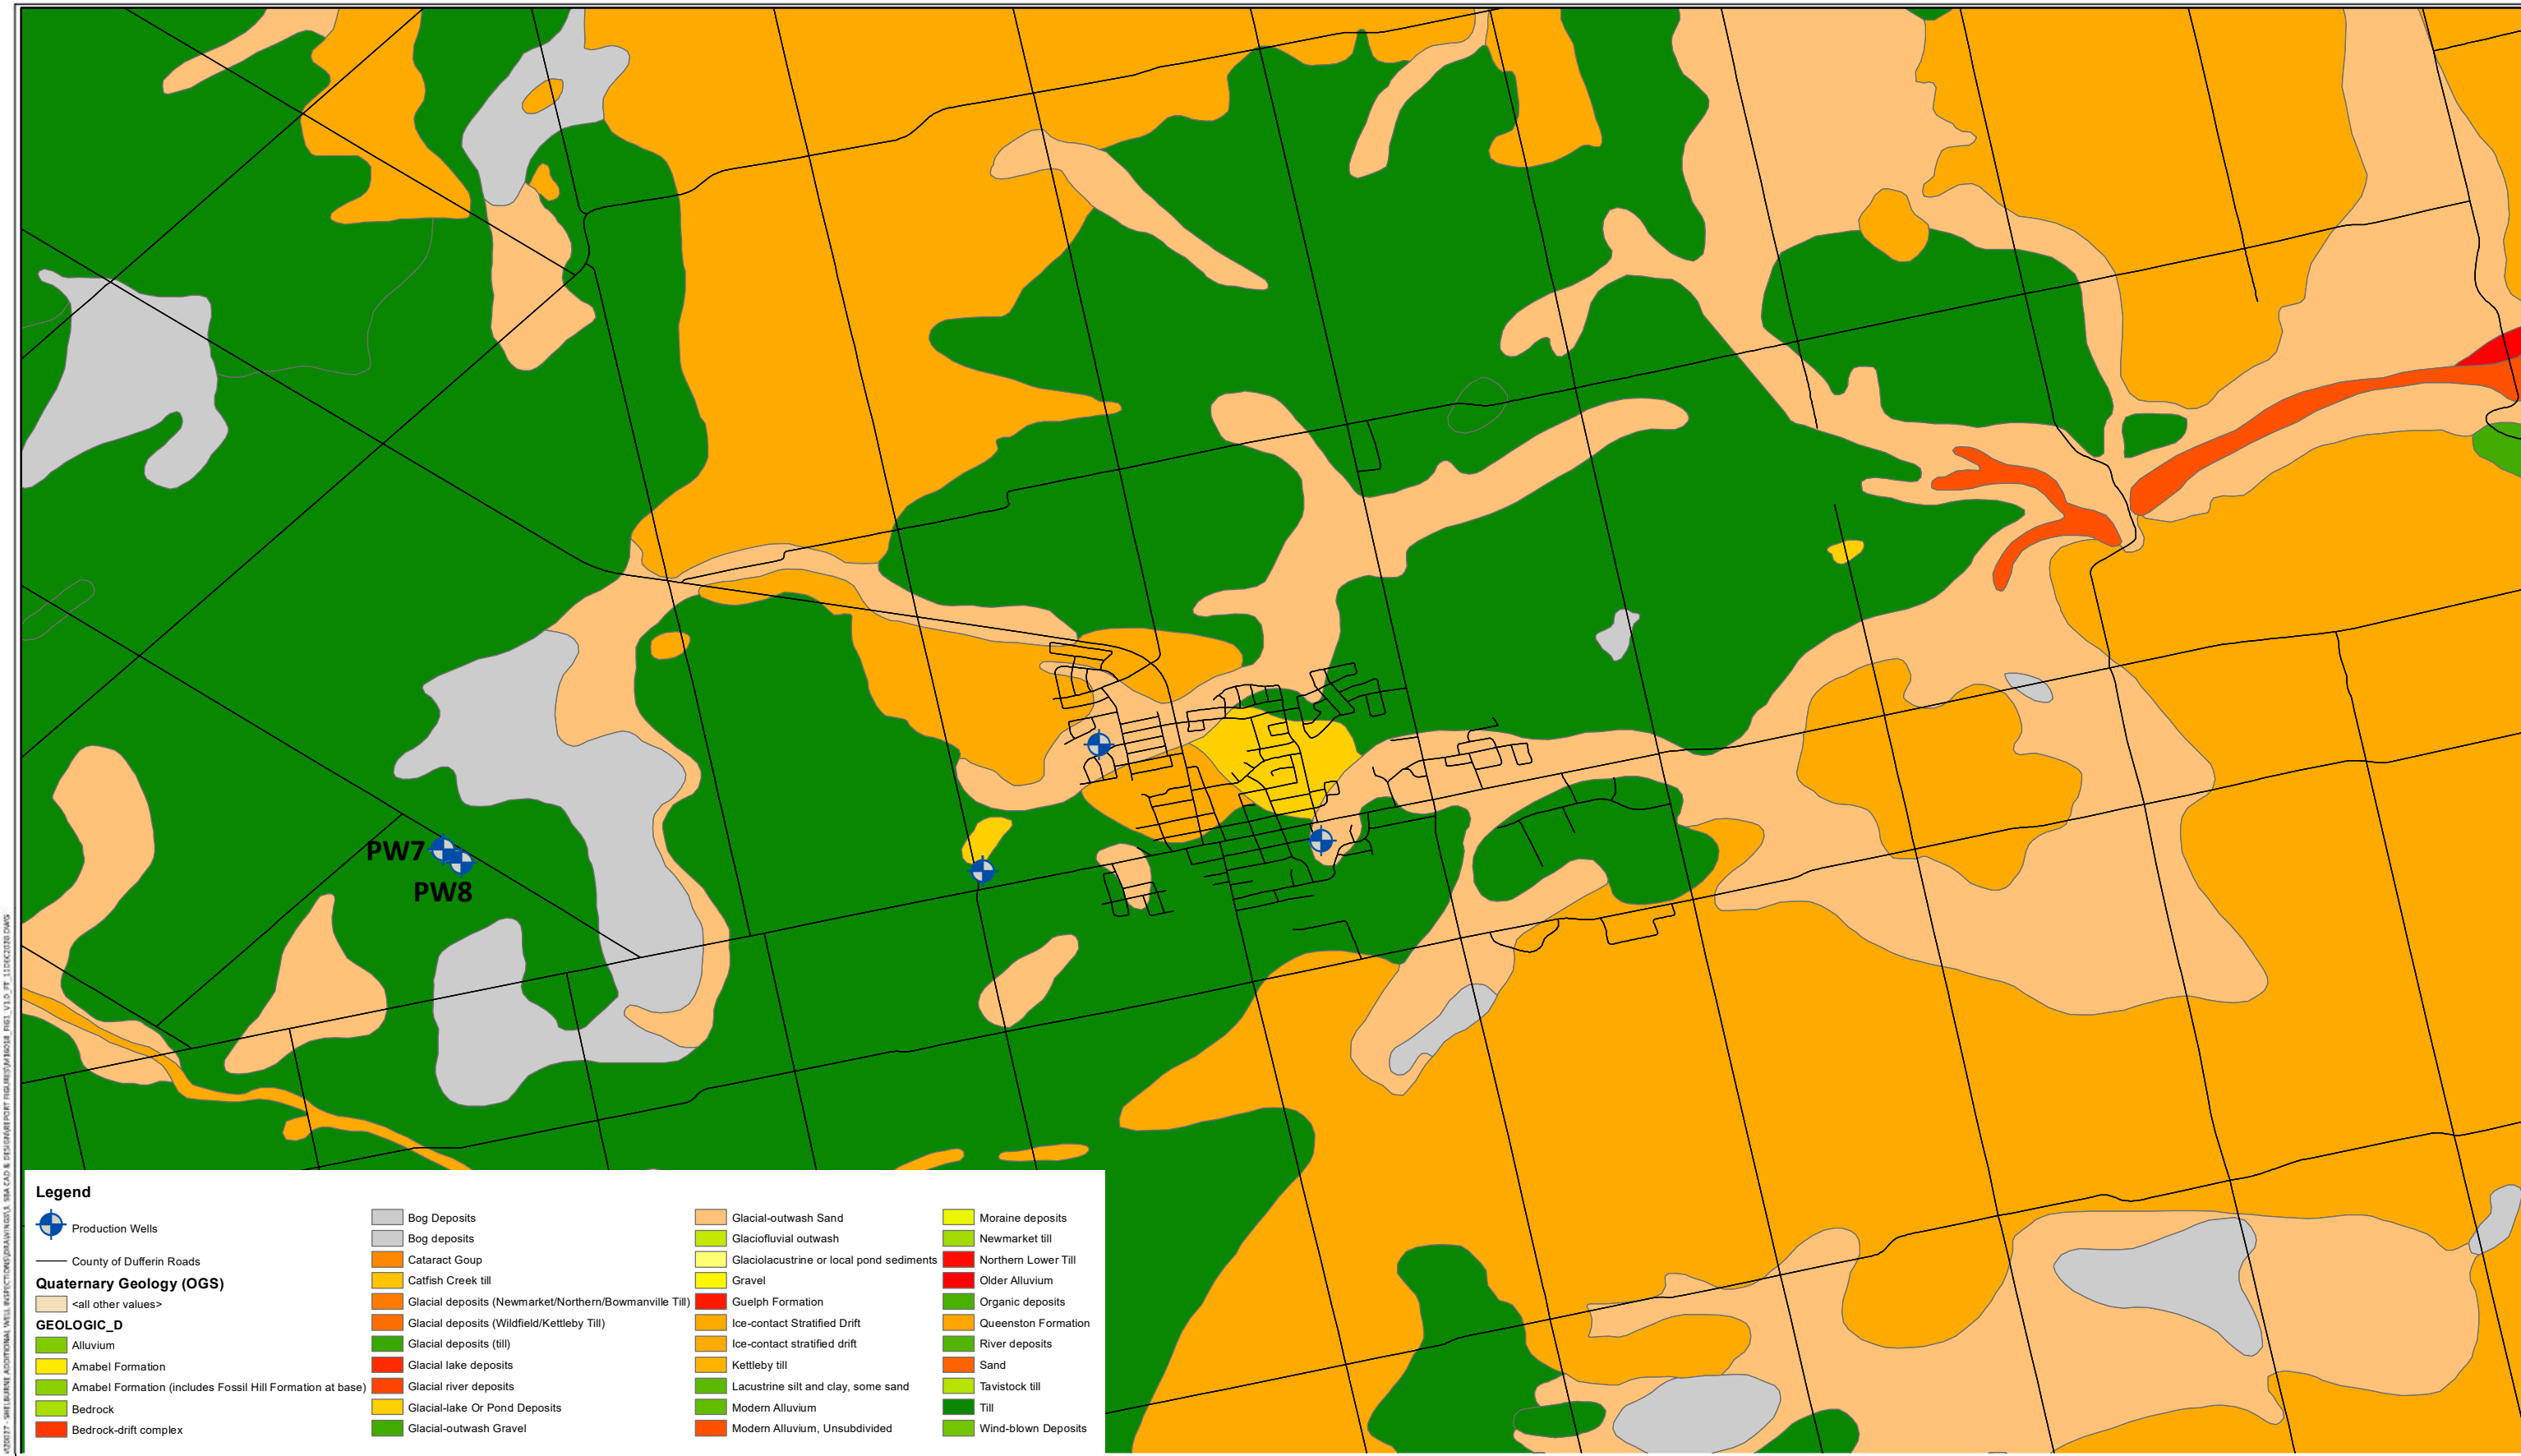 PW7
PW8
Legend
Production Wells
County of Dufferin Roads
Quaternary Geology (OGS)
<all other values>
GEOLOGIC_D
Alluvium
Amabel Formation
Amabel Formation (includes Fossil Hill Formation at base)
Bedrock
Bedrock-drift complex
Bog Deposits
Bog deposits
Cataract Goup
Catfish Creek till
Glacial deposits (Newmarket/Northern/Bowmanville Till)
Glacial deposits (Wildfield/Kettleby Till)
Glacial deposits (till)
Glacial lake deposits
Glacial river deposits
Glacial-lake Or Pond Deposits
Glacial-outwash Gravel
Glacial-outwash Sand
Glaciofluvial outwash
Glaciolacustrine or local pond sediments
Gravel
Guelph Formation
Ice-contact Stratified Drift
Ice-contact stratified drift
Kettleby till
Lacustrine silt and clay, some sand
Modern Alluvium
Modern Alluvium, Unsubdivided
Moraine deposits
Newmarket till
Northern Lower Till
Older Alluvium
Organic deposits
Queenston Formation
River deposits
Sand
Tavistock till
Till
Wind-blown Deposits